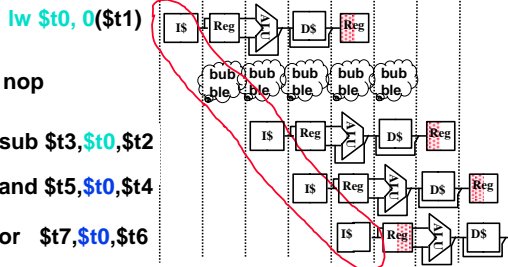 lw $t0, 0($t1) I$ Reg ALU D$ Reg
nop bub ble bub ble bub ble bub ble bub ble
sub $t3,$t0,$t2 I$ Reg ALU D$ Reg
and $t5,$t0,$t4 I$ Reg ALU D$ Reg
or $t7,$t0,$t6 I$ Reg ALU D$